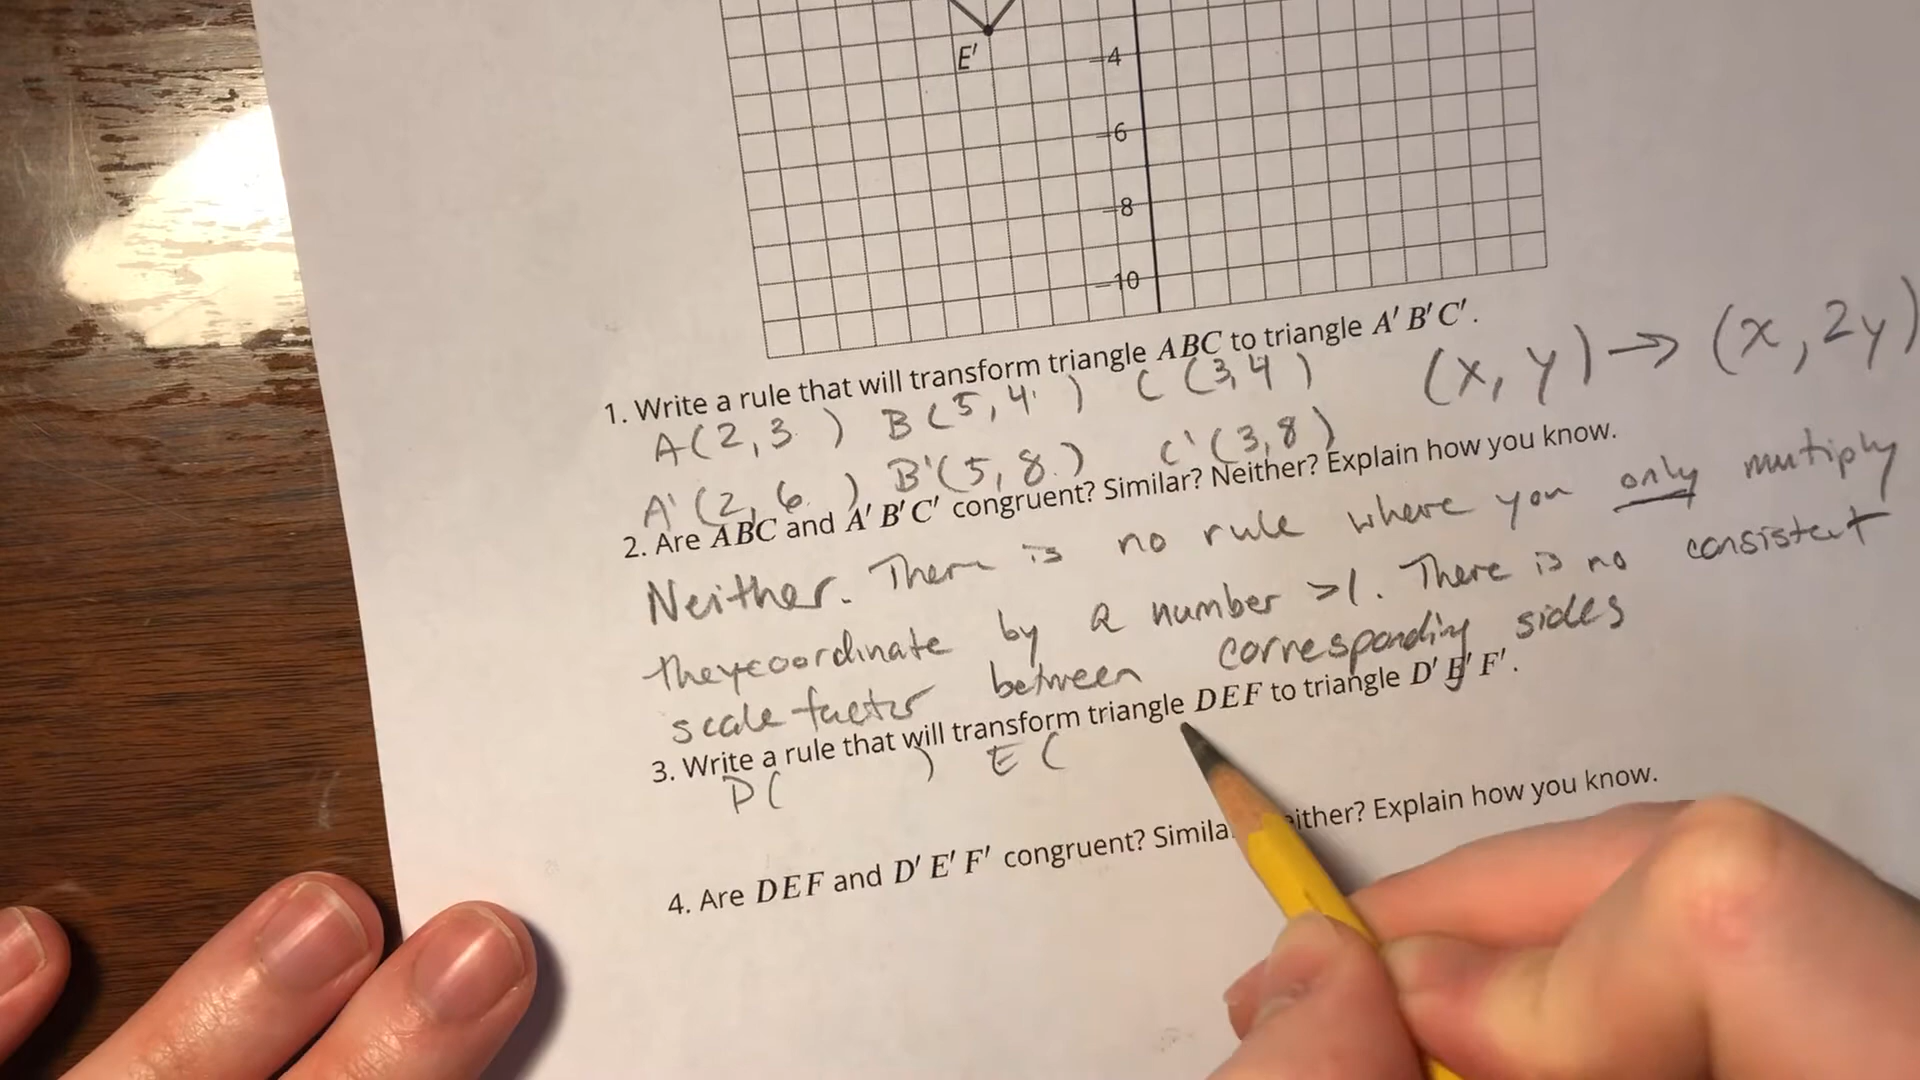 E′
-4
-6
-8
-10
1. Write a rule that will transform triangle ABC to triangle A′ B′ C′.
A(2,3) B(5,4) C(3,4) (x, y) → (x, 2y)
A'(2,6) B'(5,8) C'(3,8)
2. Are ABC and A′ B′ C′ congruent? Similar? Neither? Explain how you know.
Neither. There is no rule where you only multiply
the y coordinate by a number >1. There is no consistent
scale factor between corresponding sides
3. Write a rule that will transform triangle DEF to triangle D′ E′ F′.
D( ) E(
4. Are DEF and D′ E′ F′ congruent? Similar Neither? Explain how you know.